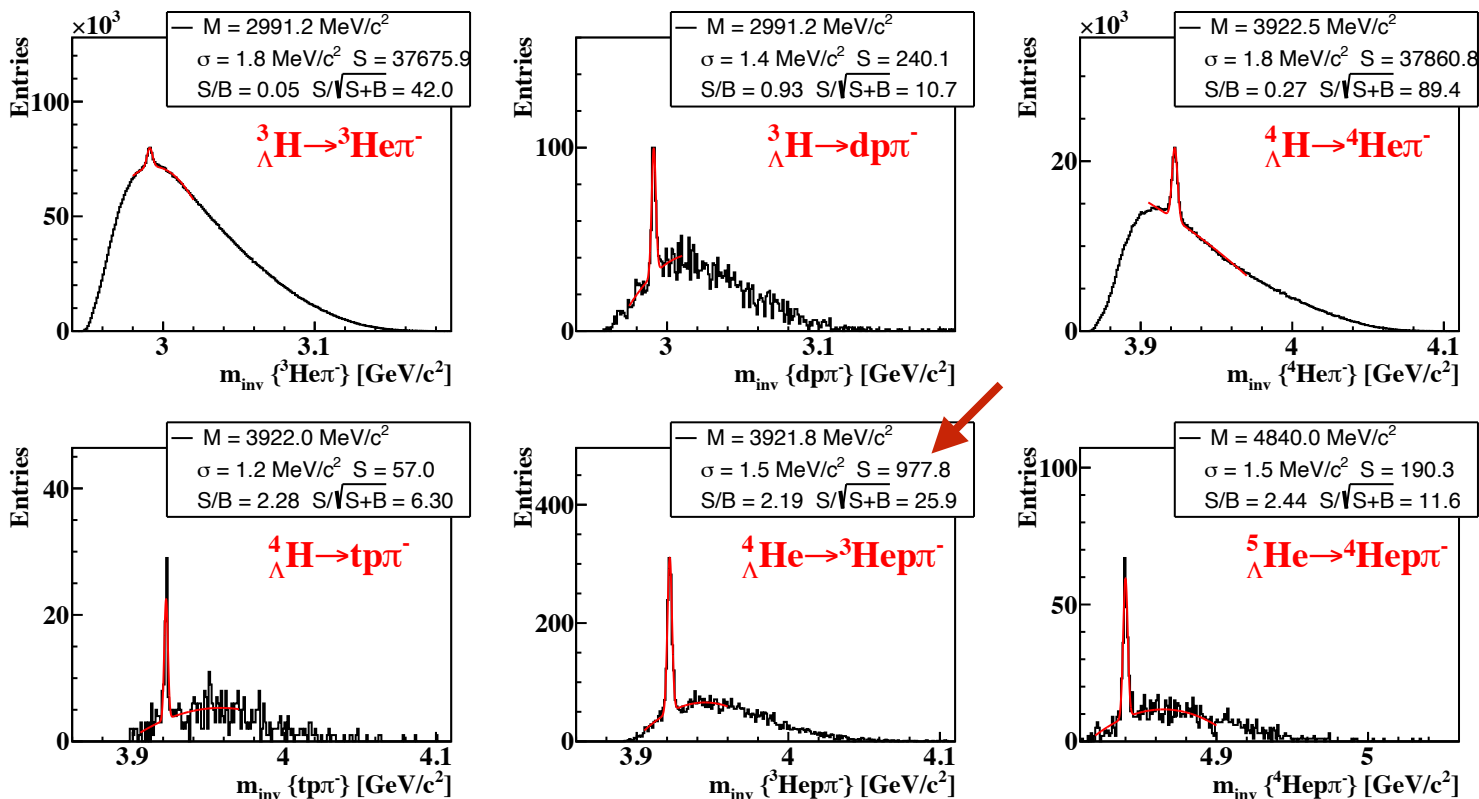 ×10³
— M = 2991.2 MeV/c²
σ = 1.8 MeV/c² S = 37675.9
S/B = 0.05 S/√S+B = 42.0
³ΛH→³Heπ⁻
Entries
100
50
0
3
3.1
m_inv {³Heπ⁻} [GeV/c²]
— M = 2991.2 MeV/c²
σ = 1.4 MeV/c² S = 240.1
S/B = 0.93 S/√S+B = 10.7
³ΛH→dpπ⁻
Entries
100
0
3
3.1
m_inv {dpπ⁻} [GeV/c²]
×10³
— M = 3922.5 MeV/c²
σ = 1.8 MeV/c² S = 37860.8
S/B = 0.27 S/√S+B = 89.4
⁴ΛH→⁴Heπ⁻
Entries
20
0
3.9
4
4.1
m_inv {⁴Heπ⁻} [GeV/c²]
— M = 3922.0 MeV/c²
σ = 1.2 MeV/c² S = 57.0
S/B = 2.28 S/√S+B = 6.30
⁴ΛH→tpπ⁻
Entries
40
20
0
3.9
4
4.1
m_inv {tpπ⁻} [GeV/c²]
— M = 3921.8 MeV/c²
σ = 1.5 MeV/c² S = 977.8
S/B = 2.19 S/√S+B = 25.9
⁴ΛHe→³Hepπ⁻
Entries
400
200
0
3.9
4
4.1
m_inv {³Hepπ⁻} [GeV/c²]
— M = 4840.0 MeV/c²
σ = 1.5 MeV/c² S = 190.3
S/B = 2.44 S/√S+B = 11.6
⁵ΛHe→⁴Hepπ⁻
Entries
100
50
0
4.9
5
m_inv {⁴Hepπ⁻} [GeV/c²]